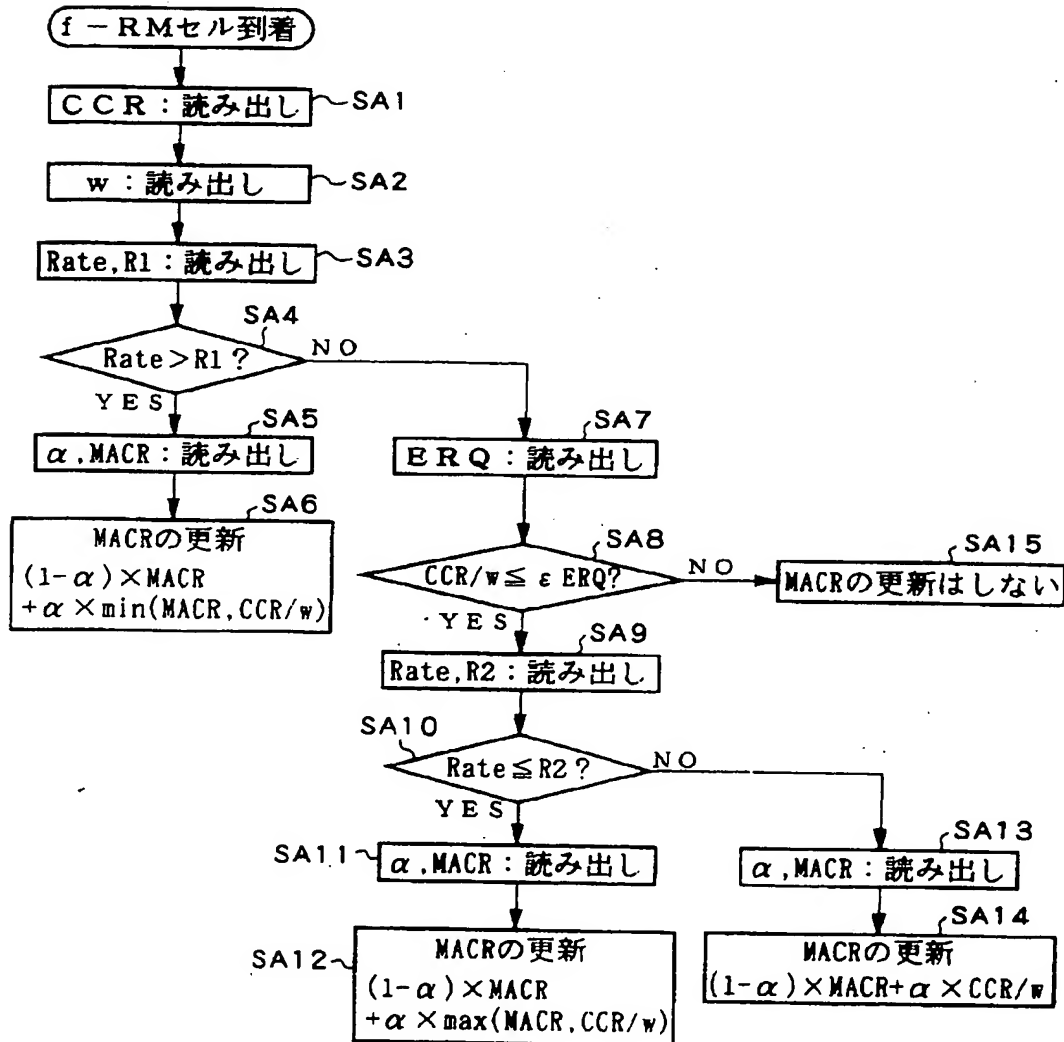 f－RMセル到着
CCR：読み出し
SA1
w：読み出し
SA2
Rate,R1：読み出し
SA3
SA4
Rate＞R1？
NO
YES
SA5
α,MACR：読み出し
SA6
MACRの更新
(1-α)×MACR
+α×min(MACR,CCR/w)
SA7
ERQ：読み出し
SA8
CCR/w≦εERQ?
NO
YES
SA15
MACRの更新はしない
SA9
Rate,R2：読み出し
SA10
Rate≦R2？
NO
YES
SA11
α,MACR：読み出し
SA12
MACRの更新
(1-α)×MACR
+α×max(MACR,CCR/w)
SA13
α,MACR：読み出し
SA14
MACRの更新
(1-α)×MACR+α×CCR/w